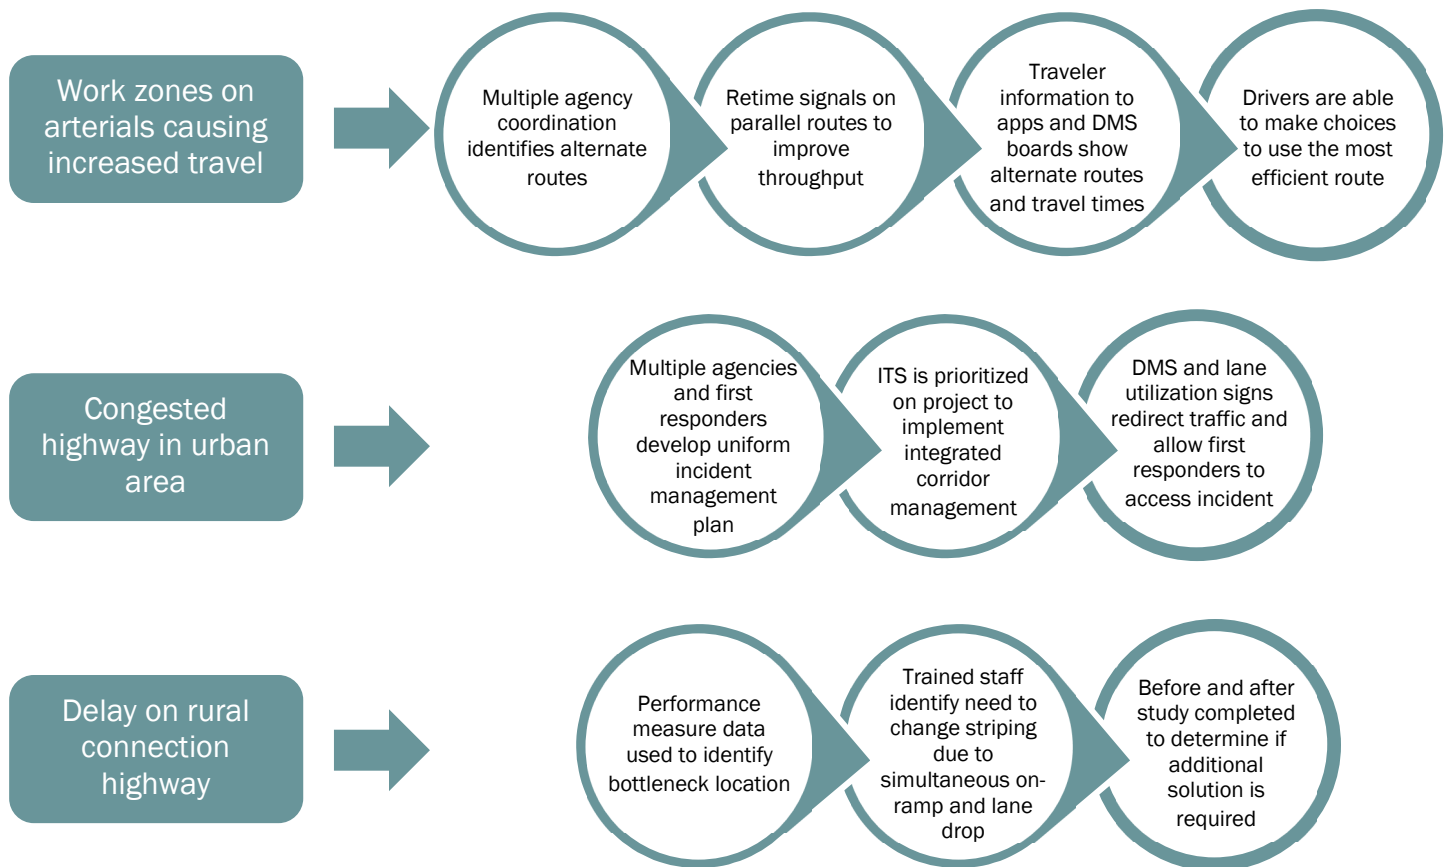 Work zones on
arterials causing
increased travel
Multiple agency
coordination
identifies alternate
routes
Retime signals on
parallel routes to
improve
throughput
Traveler
information to
apps and DMS
boards show
alternate routes
and travel times
Drivers are able
to make choices
to use the most
efficient route
Congested
highway in urban
area
Multiple agencies
and first
responders
develop uniform
incident
management
plan
ITS is prioritized
on project to
implement
integrated
corridor
management
DMS and lane
utilization signs
redirect traffic and
allow first
responders to
access incident
Delay on rural
connection
highway
Performance
measure data
used to identify
bottleneck location
Trained staff
identify need to
change striping
due to
simultaneous on-
ramp and lane
drop
Before and after
study completed
to determine if
additional
solution is
required